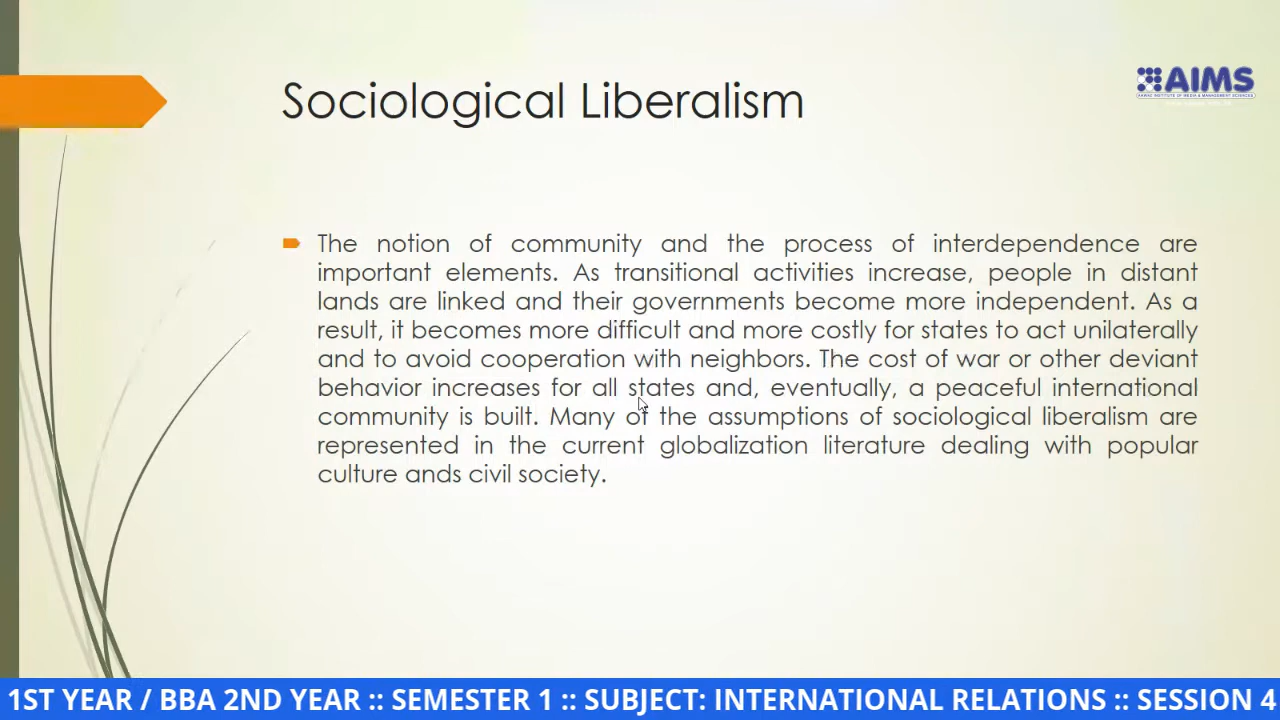 Sociological Liberalism
AIMS
The notion of community and the process of interdependence are
important elements. As transitional activities increase, people in distant
lands are linked and their governments become more independent. As a
result, it becomes more difficult and more costly for states to act unilaterally
and to avoid cooperation with neighbors. The cost of war or other deviant
behavior increases for all states and, eventually, a peaceful international
community is built. Many of the assumptions of sociological liberalism are
represented in the current globalization literature dealing with popular
culture ands civil society.
1ST YEAR / BBA 2ND YEAR :: SEMESTER 1 :: SUBJECT: INTERNATIONAL RELATIONS :: SESSION 4